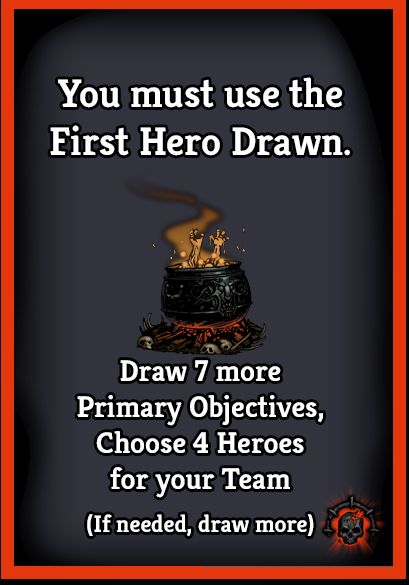 You must use the
First Hero Drawn.
Draw 7 more
Primary Objectives,
Choose 4 Heroes
for your Team
(If needed, draw more)